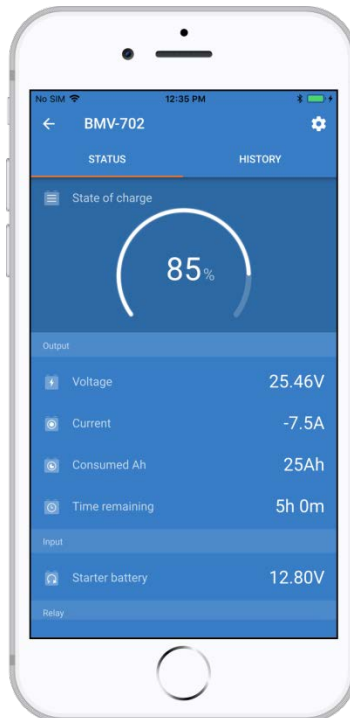 No SIM 12:35 PM
BMV-702
STATUS HISTORY
State of charge
85%
Output
Voltage 25.46V
Current -7.5A
Consumed Ah 25Ah
Time remaining 5h 0m
Input
Starter battery 12.80V
Relay